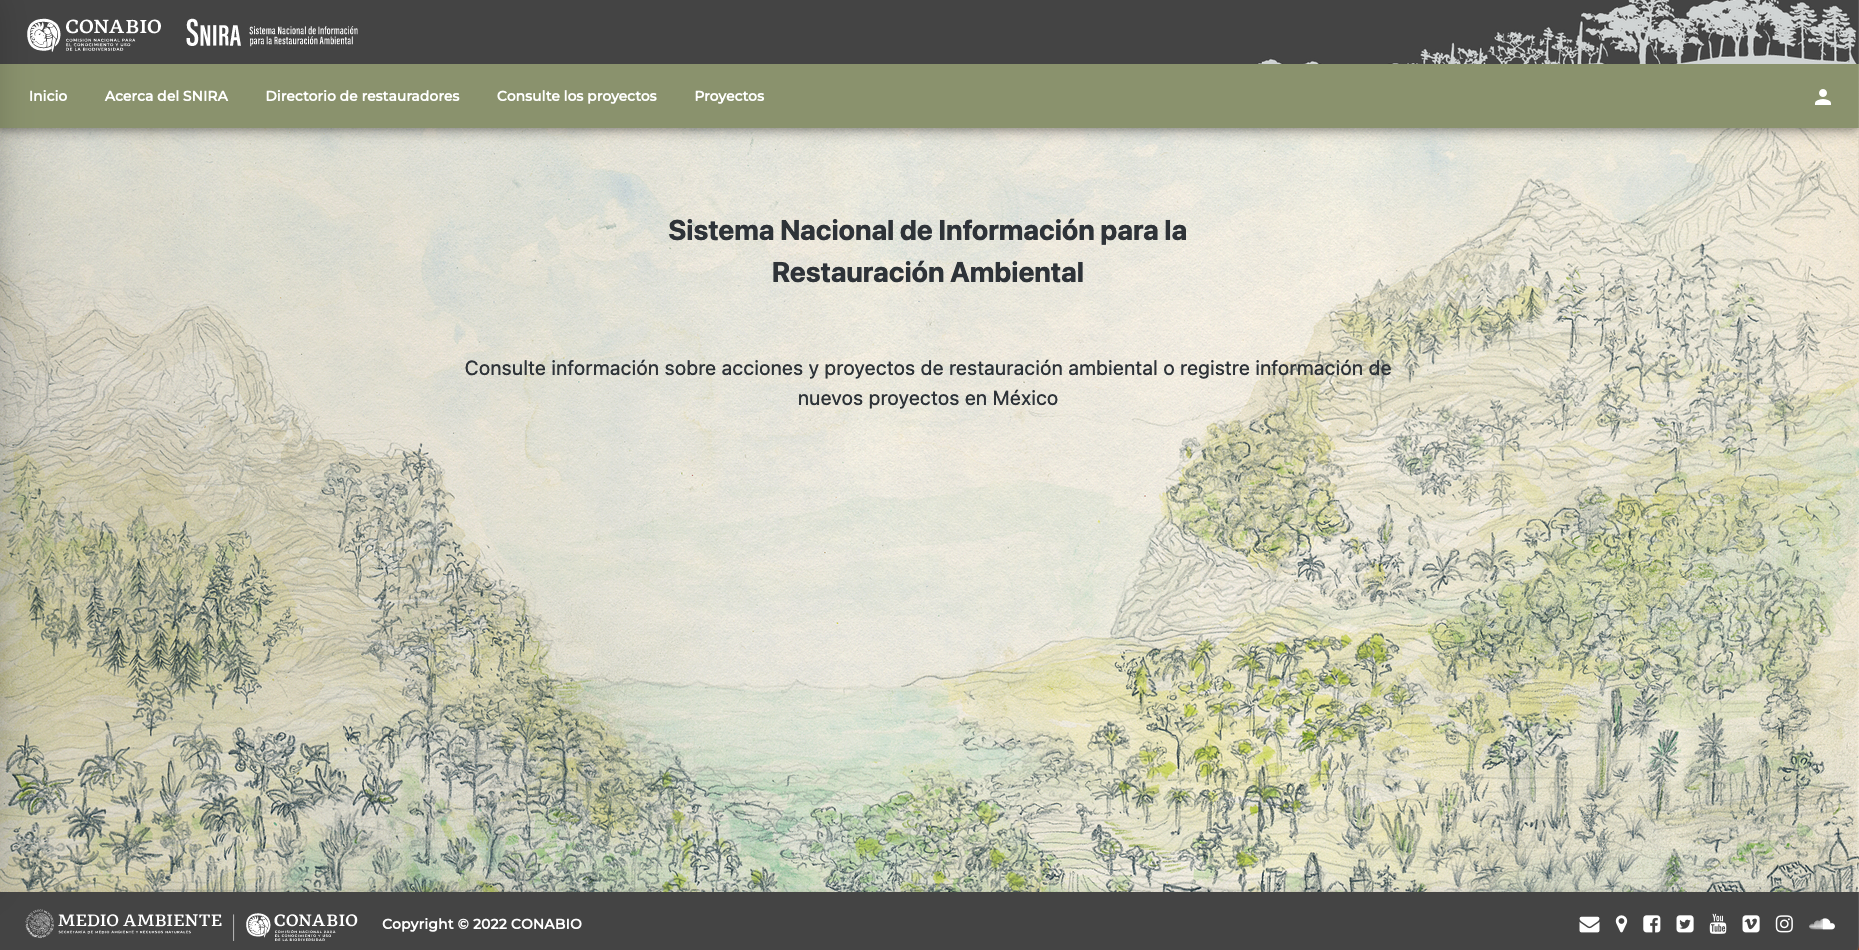 CONABIO
COMISIÓN NACIONAL PARA
EL CONOCIMIENTO Y USO
DE LA BIODIVERSIDAD
SNIRA
Sistema Nacional de Información
para la Restauración Ambiental
Inicio
Acerca del SNIRA
Directorio de restauradores
Consulte los proyectos
Proyectos
Sistema Nacional de Información para la
Restauración Ambiental
Consulte información sobre acciones y proyectos de restauración ambiental o registre información de
nuevos proyectos en México
MEDIO AMBIENTE
SECRETARÍA DE MEDIO AMBIENTE Y RECURSOS NATURALES
CONABIO
COMISIÓN NACIONAL PARA
EL CONOCIMIENTO Y USO
DE LA BIODIVERSIDAD
Copyright © 2022 CONABIO
You
Tube